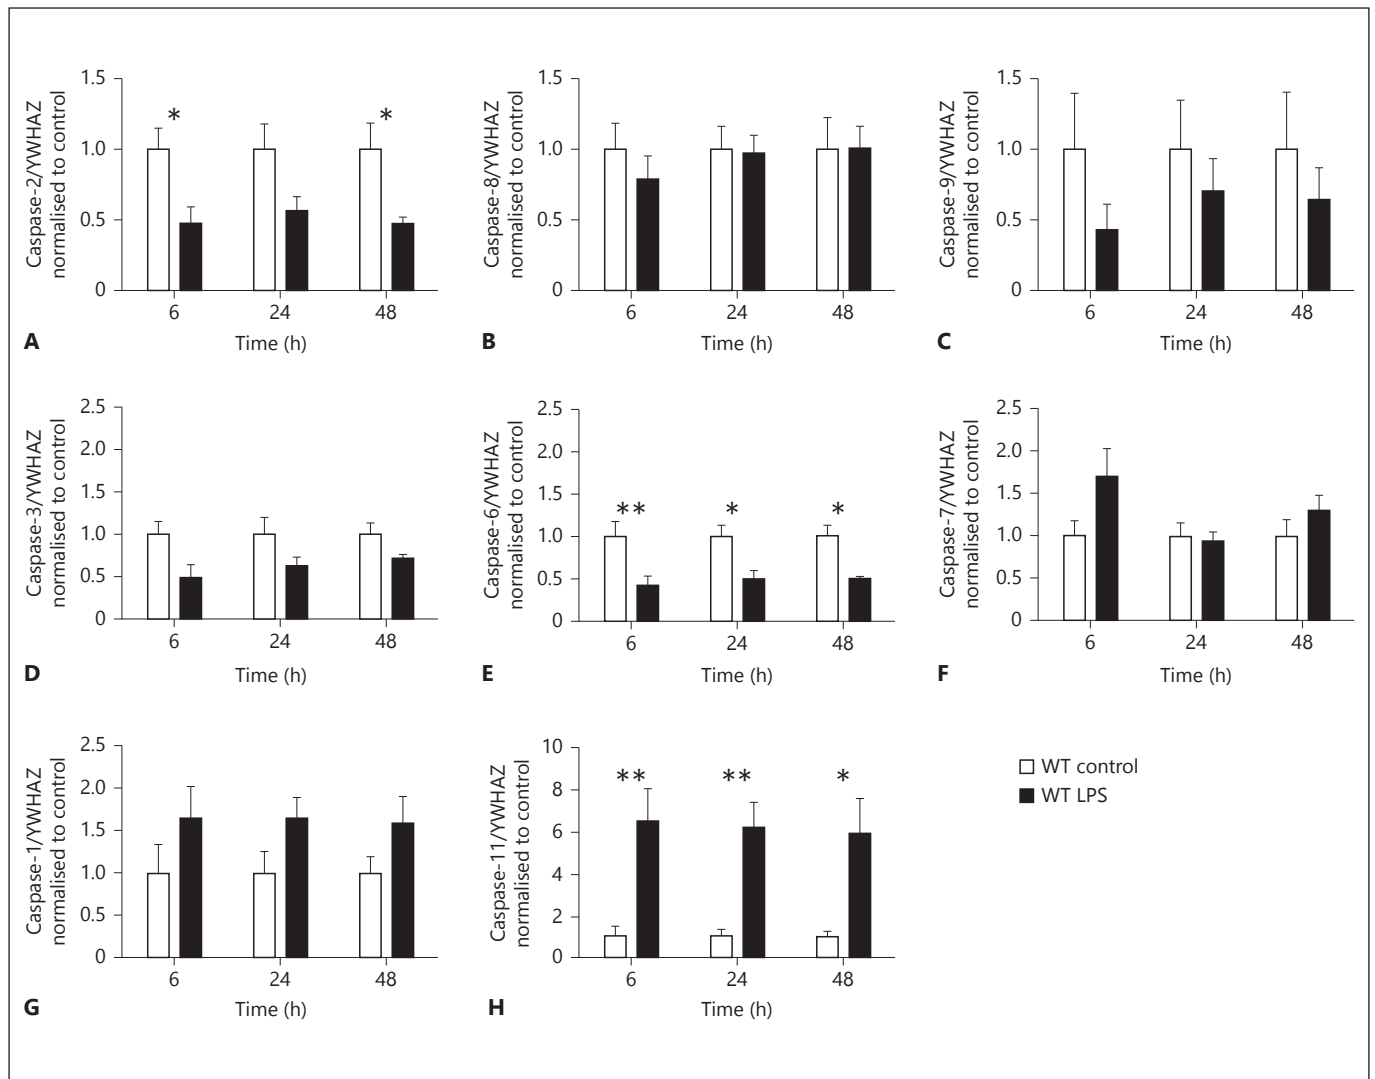 1.5
1.0
0.5
0
Caspase-2/YWHAZ
normalised to control
*
*
6
24
48
Time (h)
A
1.5
1.0
0.5
0
Caspase-8/YWHAZ
normalised to control
6
24
48
Time (h)
B
1.5
1.0
0.5
0
Caspase-9/YWHAZ
normalised to control
6
24
48
Time (h)
C
2.5
2.0
1.5
1.0
0.5
0
Caspase-3/YWHAZ
normalised to control
6
24
48
Time (h)
D
2.5
2.0
1.5
1.0
0.5
0
Caspase-6/YWHAZ
normalised to control
**
*
*
6
24
48
Time (h)
E
2.5
2.0
1.5
1.0
0.5
0
Caspase-7/YWHAZ
normalised to control
6
24
48
Time (h)
F
2.5
2.0
1.5
1.0
0.5
0
Caspase-1/YWHAZ
normalised to control
6
24
48
Time (h)
G
10
8
6
4
2
0
Caspase-11/YWHAZ
normalised to control
**
**
*
6
24
48
Time (h)
H
WT control
WT LPS